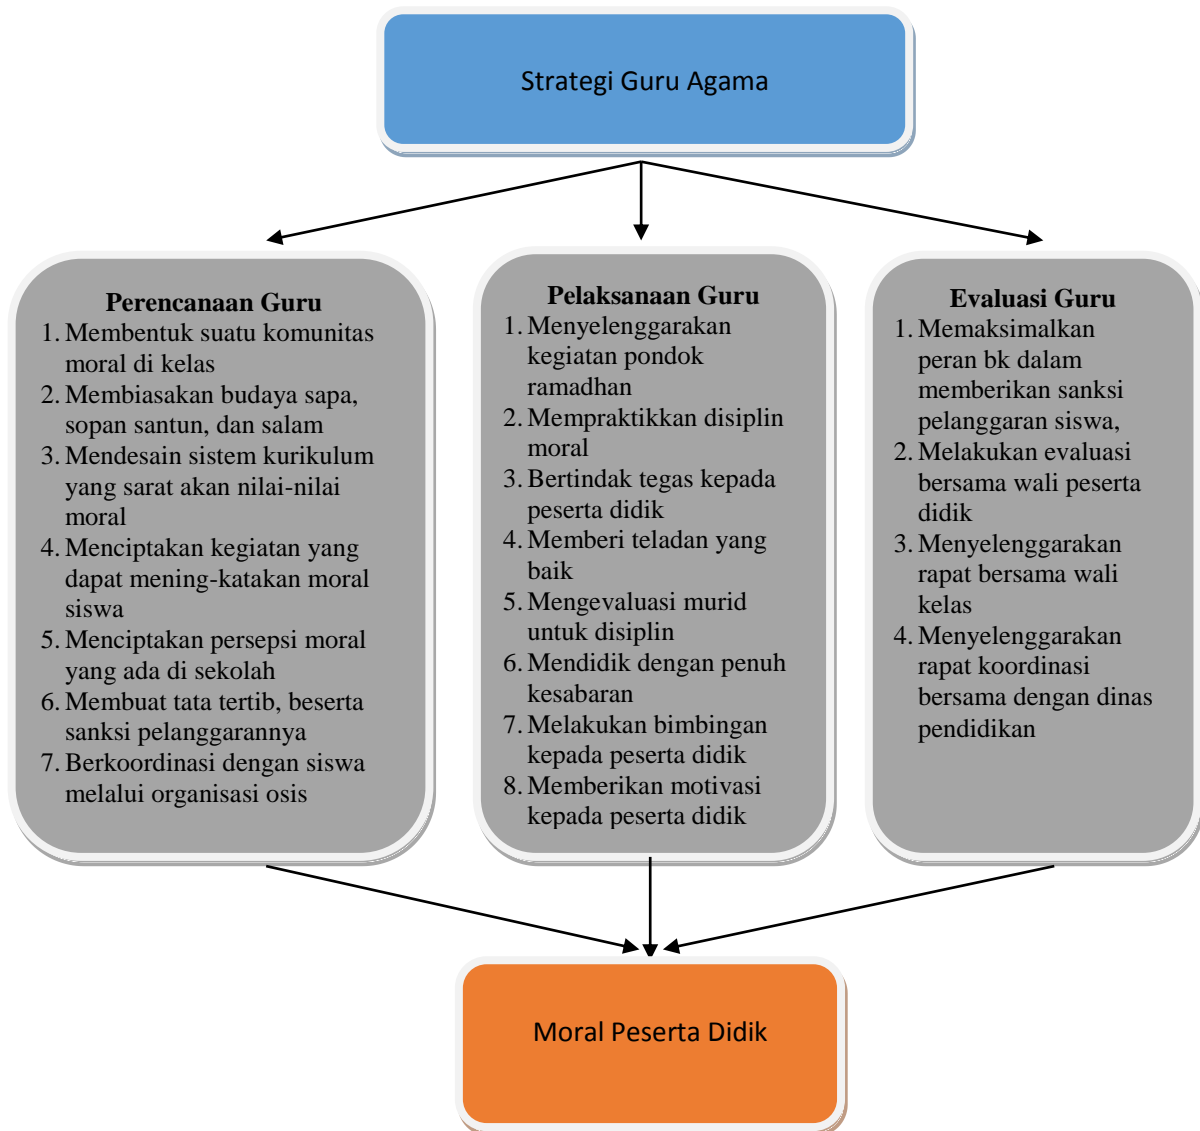 Strategi Guru Agama
Perencanaan Guru
1. Membentuk suatu komunitas
moral di kelas
2. Membiasakan budaya sapa,
sopan santun, dan salam
3. Mendesain sistem kurikulum
yang sarat akan nilai-nilai
moral
4. Menciptakan kegiatan yang
dapat mening-katakan moral
siswa
5. Menciptakan persepsi moral
yang ada di sekolah
6. Membuat tata tertib, beserta
sanksi pelanggarannya
7. Berkoordinasi dengan siswa
melalui organisasi osis
Pelaksanaan Guru
1. Menyelenggarakan
kegiatan pondok
ramadhan
2. Mempraktikkan disiplin
moral
3. Bertindak tegas kepada
peserta didik
4. Memberi teladan yang
baik
5. Mengevaluasi murid
untuk disiplin
6. Mendidik dengan penuh
kesabaran
7. Melakukan bimbingan
kepada peserta didik
8. Memberikan motivasi
kepada peserta didik
Evaluasi Guru
1. Memaksimalkan
peran bk dalam
memberikan sanksi
pelanggaran siswa,
2. Melakukan evaluasi
bersama wali peserta
didik
3. Menyelenggarakan
rapat bersama wali
kelas
4. Menyelenggarakan
rapat koordinasi
bersama dengan dinas
pendidikan
Moral Peserta Didik